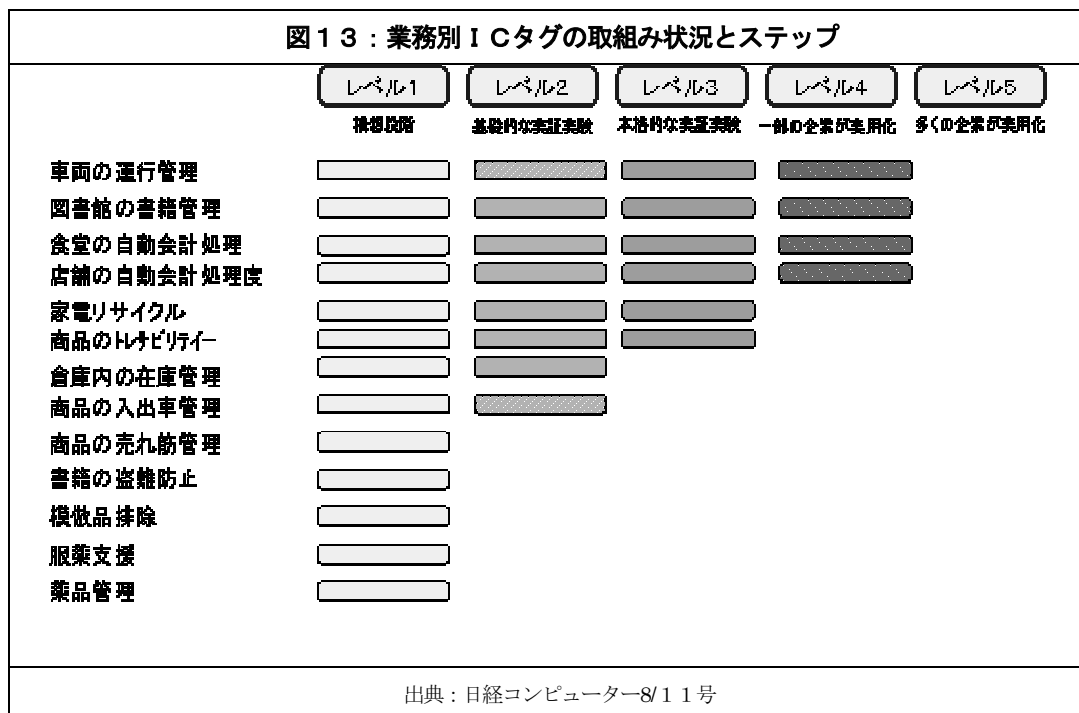 図13:業務別ICタグの取組み状況とステップ
レベル1 レベル2 レベル3 レベル4 レベル5
構想段階 基礎的な実証実験 本格的な実証実験 一部の企業が実用化 多くの企業が実用化
車両の運行管理
図書館の書籍管理
食堂の自動会計処理
店舗の自動会計処理度
家電リサイクル
商品のトレサビリテイー
倉庫内の在庫管理
商品の入出車管理
商品の売れ筋管理
書籍の盗難防止
模倣品排除
服薬支援
薬品管理
出典:日経コンピューター8/11号